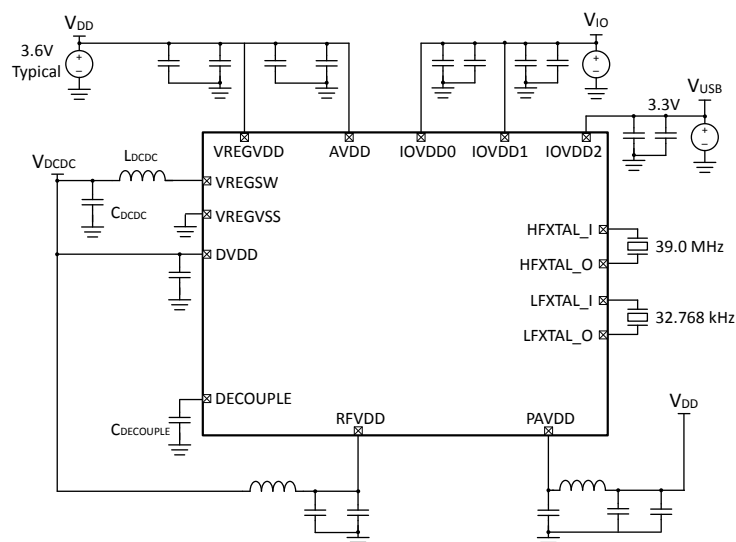 VDD
VIO
3.6V
Typical
+
−
+
−
VUSB
3.3V
+
−
VREGVDD
AVDD
IOVDD0
IOVDD1
IOVDD2
VDCDC
LDCDC
VREGSW
CDCDC
VREGVSS
HFXTAL_I
39.0 MHz
DVDD
HFXTAL_O
LFXTAL_I
32.768 kHz
LFXTAL_O
DECOUPLE
CDECOUPLE
RFVDD
PAVDD
VDD